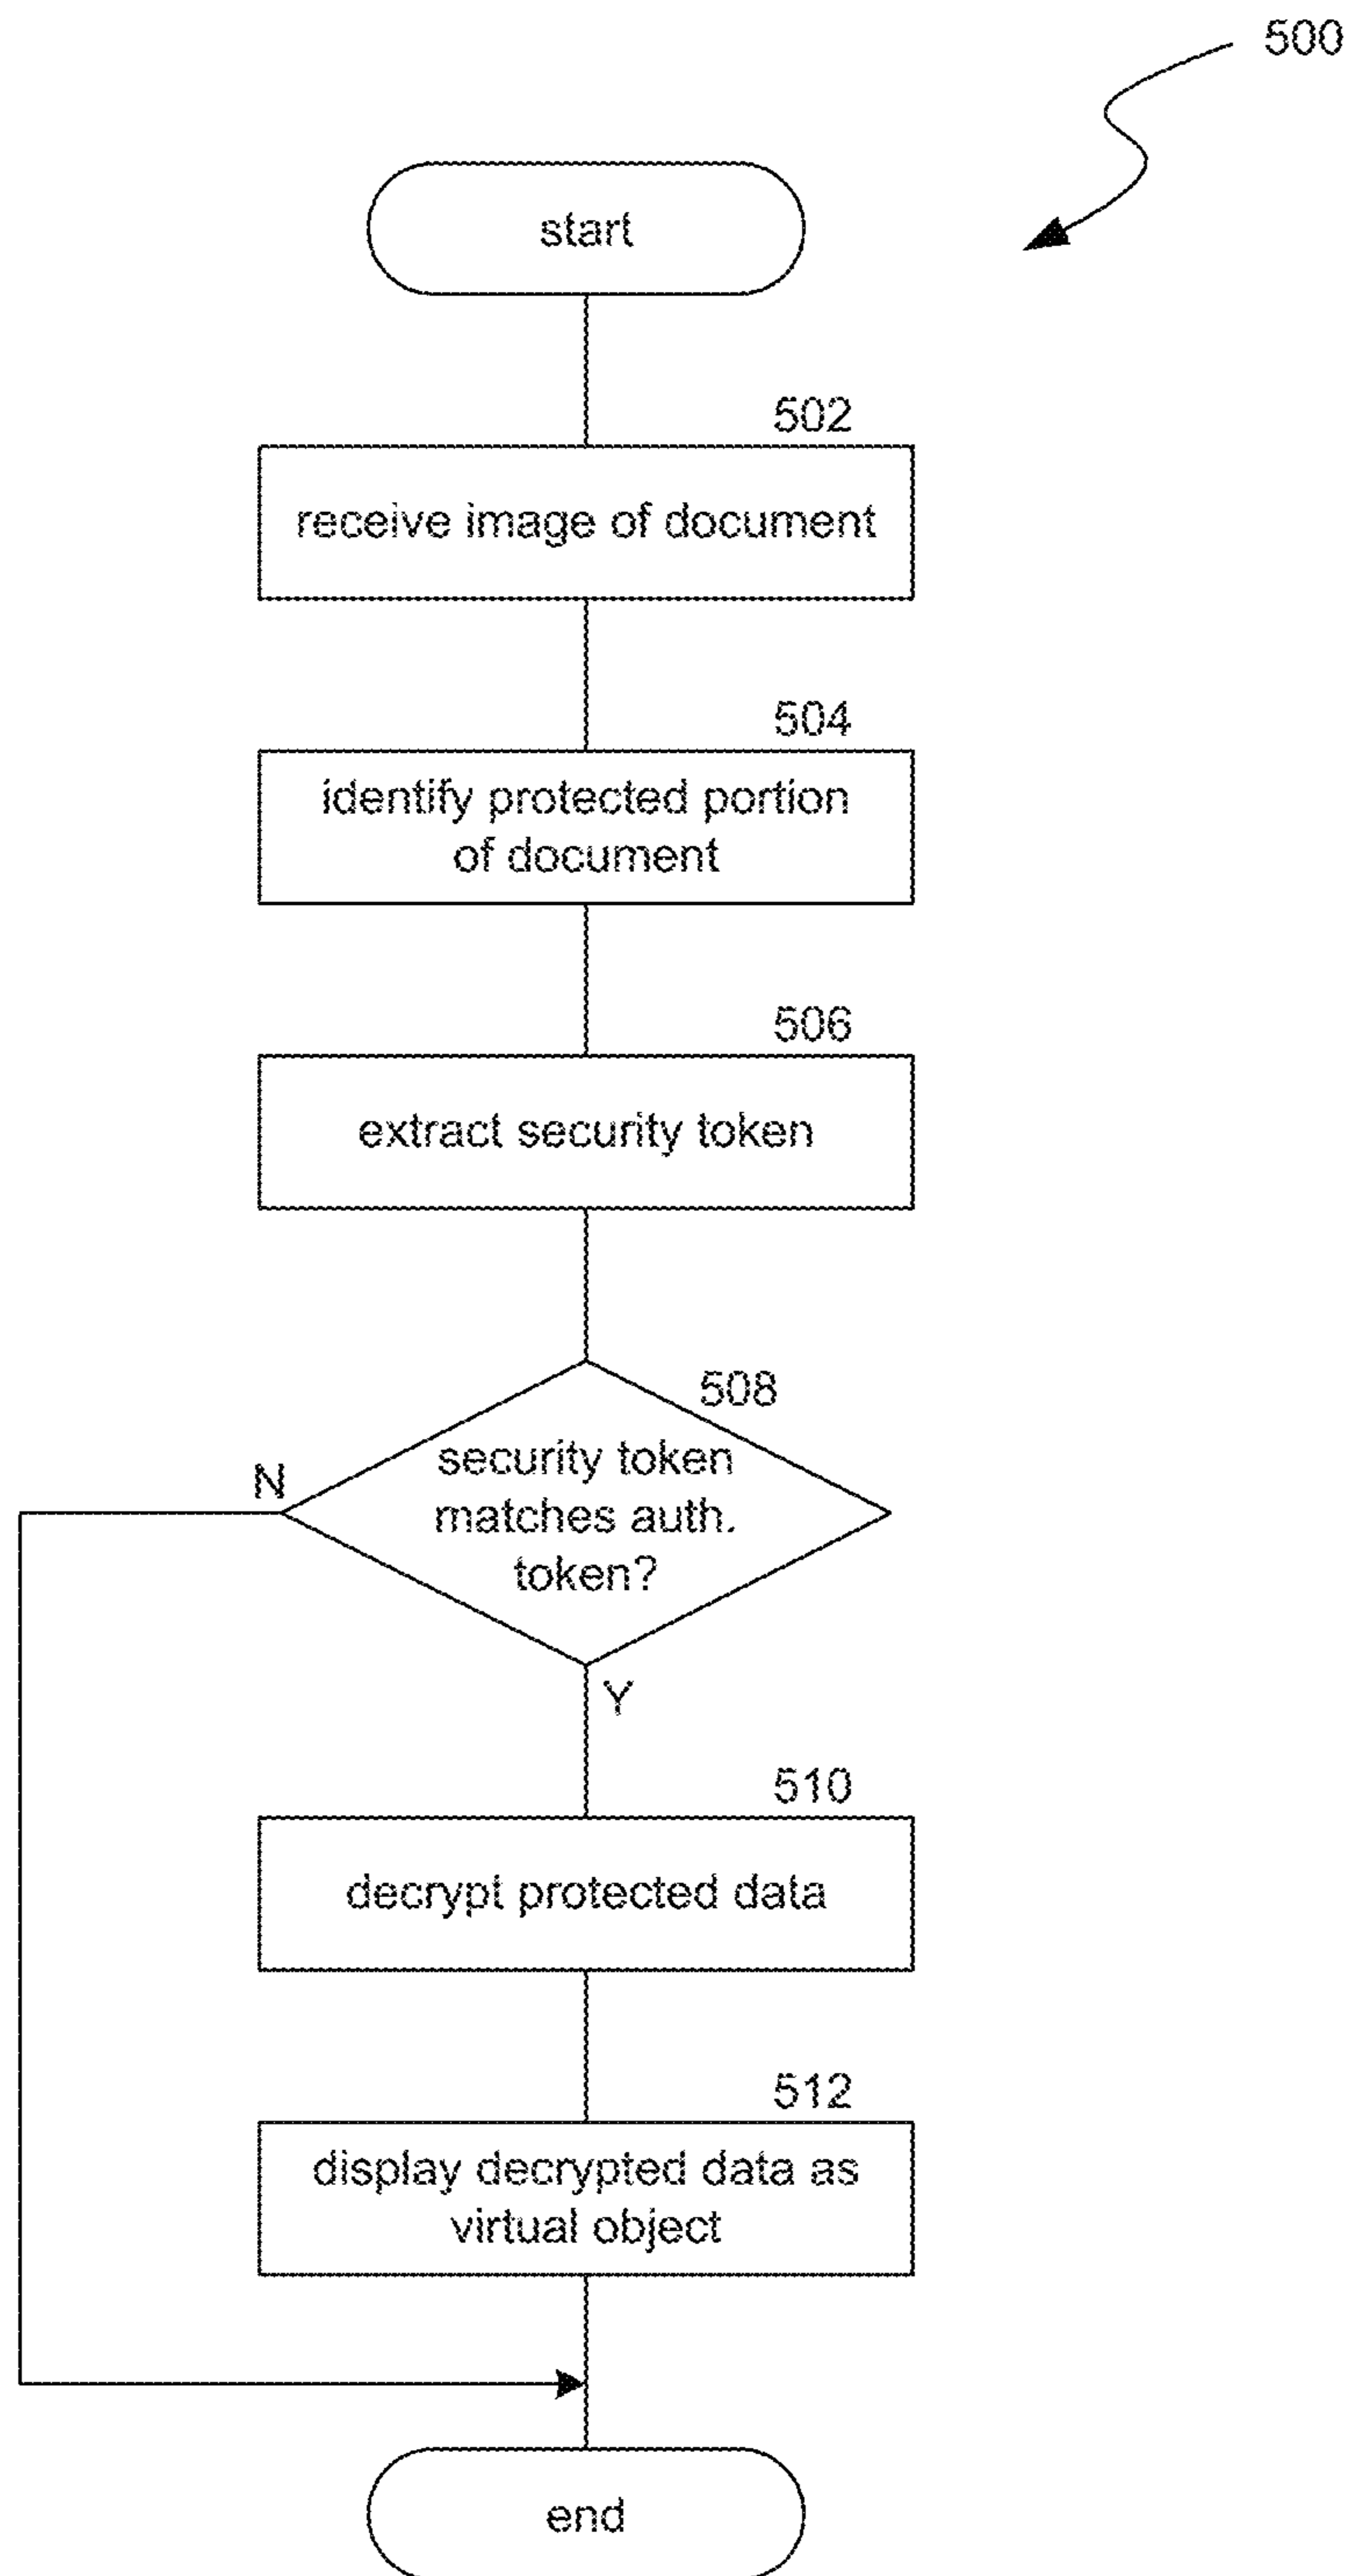 500
start
502
receive image of document
504
identify protected portion
of document
506
extract security token
508
security token
matches auth.
token?
N
Y
510
decrypt protected data
512
display decrypted data as
virtual object
end